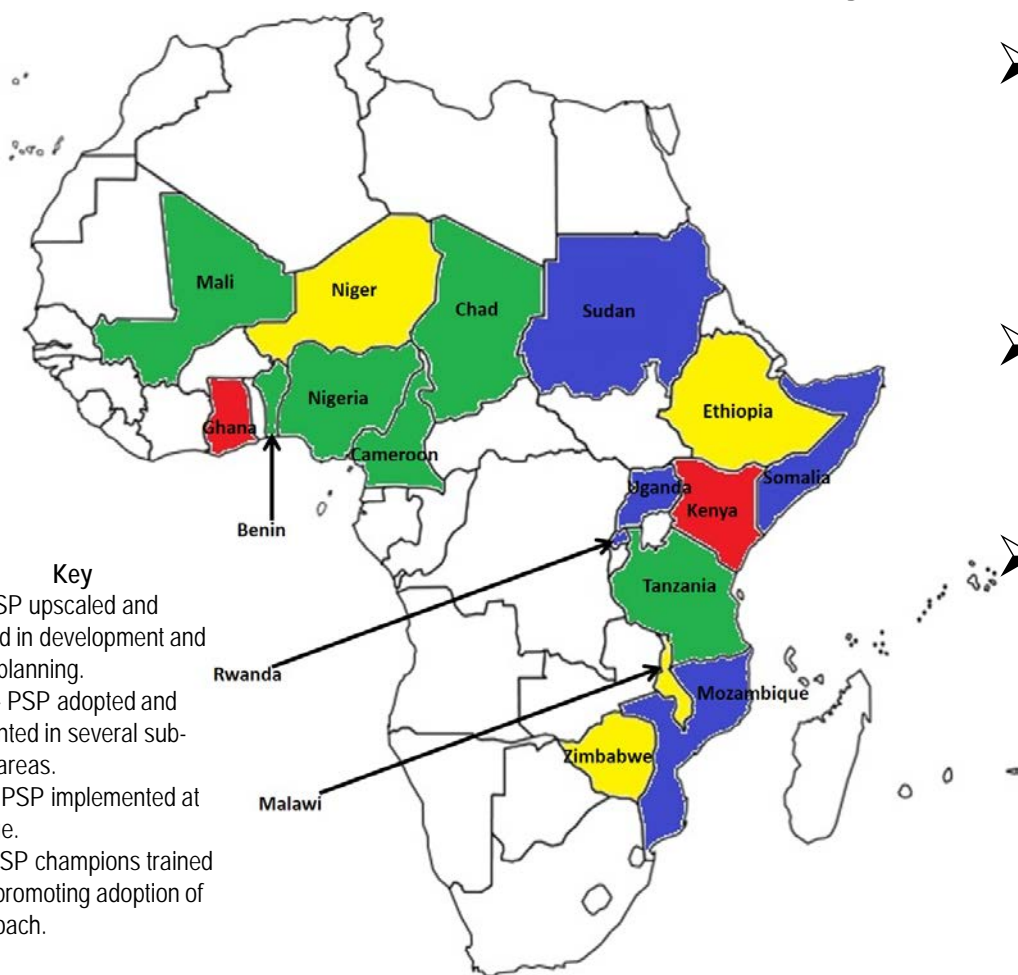 Mali
Niger
Chad
Sudan
Nigeria
Ethiopia
Ghana
Cameroon
Somalia
Uganda
Kenya
Benin
Tanzania
Rwanda
Mozambique
Zimbabwe
Malawi
Key
SP upscaled and
d in development and
planning.
- PSP adopted and
nted in several sub-
areas.
PSP implemented at
e.
SP champions trained
promoting adoption of
oach.